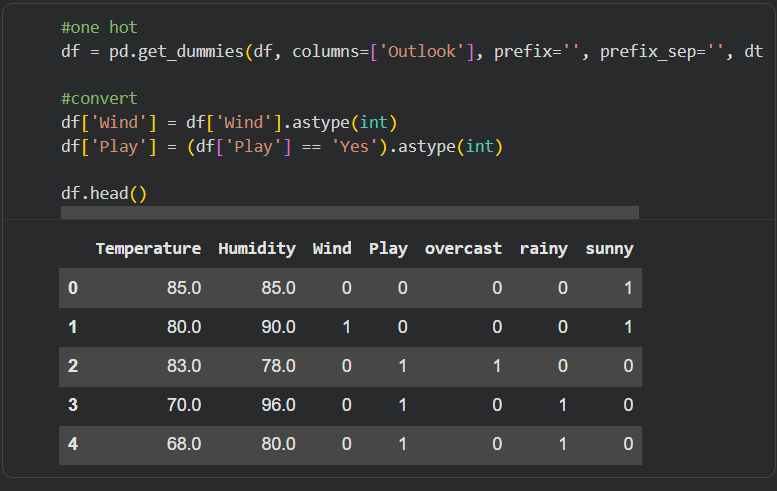 #one hot
df = pd.get_dummies(df, columns=['Outlook'], prefix='', prefix_sep='', dt
#convert
df['Wind'] = df['Wind'].astype(int)
df['Play'] = (df['Play'] == 'Yes').astype(int)
df.head()
Temperature Humidity Wind Play overcast rainy sunny
0 85.0 85.0 0 0 0 0 1
1 80.0 90.0 1 0 0 0 1
2 83.0 78.0 0 1 1 0 0
3 70.0 96.0 0 1 0 1 0
4 68.0 80.0 0 1 0 1 0